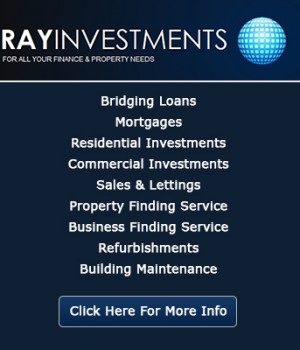 RAYINVESTMENTS
FOR ALL YOUR FINANCE & PROPERTY NEEDS
Bridging Loans
Mortgages
Residential Investments
Commercial Investments
Sales & Lettings
Property Finding Service
Business Finding Service
Refurbishments
Building Maintenance
Click Here For More Info